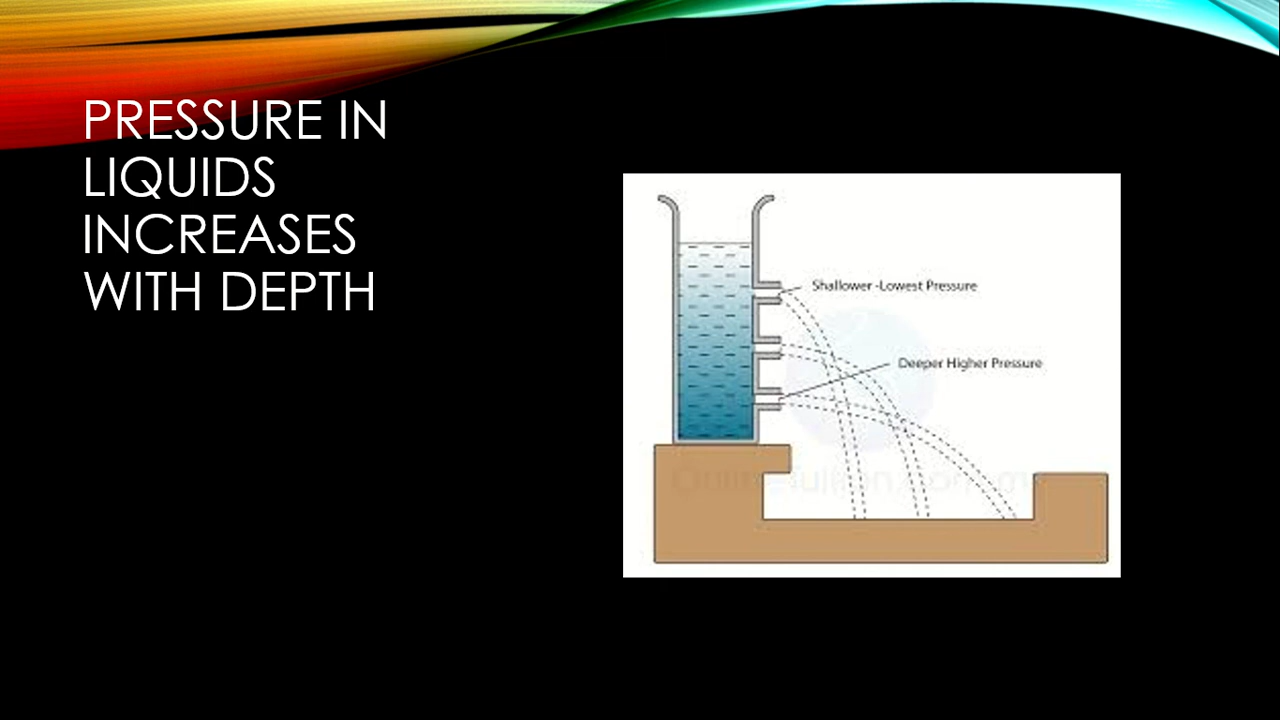 PRESSURE IN
LIQUIDS
INCREASES
WITH DEPTH
Shallower -Lowest Pressure
Deeper Higher Pressure